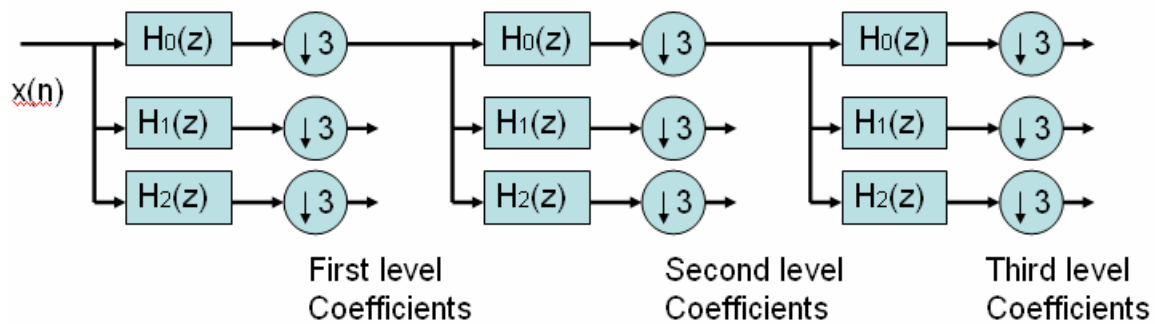 H0(z) ↓3 H0(z) ↓3 H0(z) ↓3
x(n)
H1(z) ↓3 H1(z) ↓3 H1(z) ↓3
H2(z) ↓3 H2(z) ↓3 H2(z) ↓3
First level Second level Third level
Coefficients Coefficients Coefficients